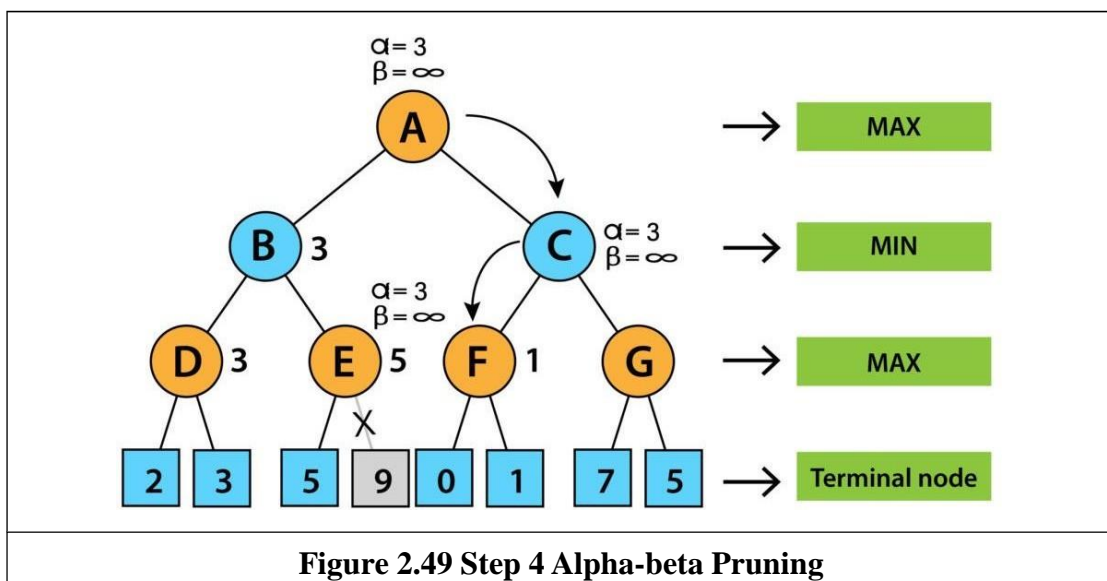 α= 3
β= ∞
A
MAX
B
3
C
α= 3
β= ∞
MIN
α= 3
β= ∞
D
3
E
5
F
1
G
MAX
X
2
3
5
9
0
1
7
5
Terminal node
Figure 2.49 Step 4 Alpha-beta Pruning